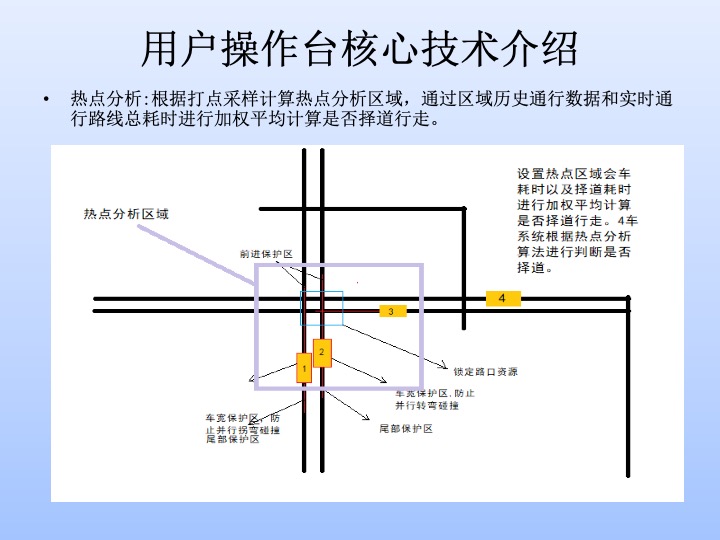 用户操作台核心技术介绍
• 热点分析:根据打点采样计算热点分析区域，通过区域历史通行数据和实时通
行路线总耗时进行加权平均计算是否择道行走。
设置热点区域会车
耗时以及择道耗时
进行加权平均计算
是否择道行走。4车
系统根据热点分析
算法进行判断是否
择道。
热点分析区域
前进保护区
4
3
2
1
锁定路口资源
车宽保护区,防止
并行转弯碰撞
车宽保护区，防
止并行拐弯碰撞
尾部保护区
尾部保护区